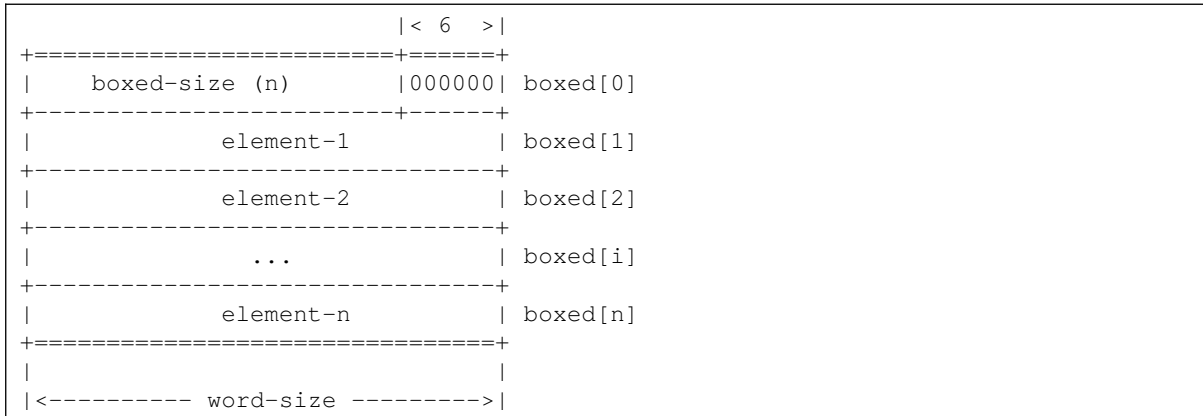 |< 6  >|
+=========================+======+
|    boxed-size (n)       |000000| boxed[0]
+-------------------------+------+
|             element-1          | boxed[1]
+--------------------------------+
|             element-2          | boxed[2]
+--------------------------------+
|               ...              | boxed[i]
+--------------------------------+
|             element-n          | boxed[n]
+================================+
|                                |
|<---------- word-size --------->|